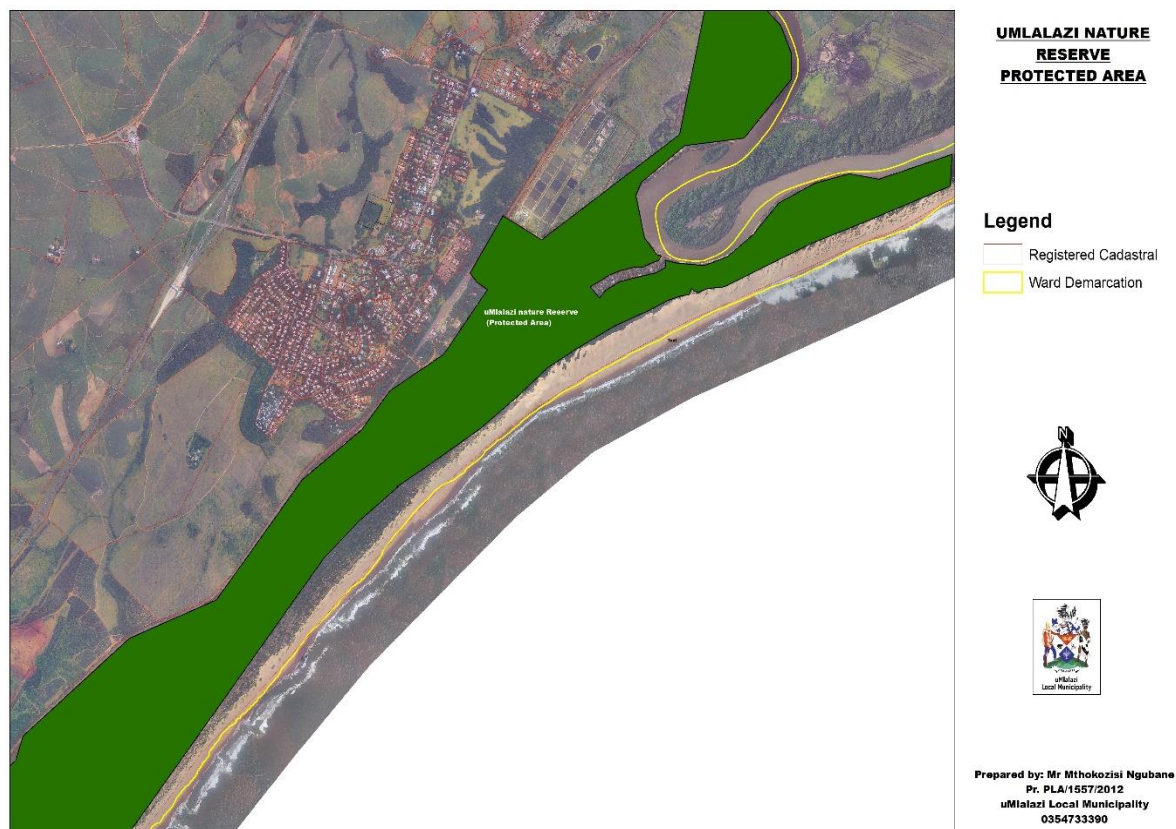 UMLALAZI NATURE
RESERVE
PROTECTED AREA
Legend
Registered Cadastral
Ward Demarcation
uMlalazi nature Reserve
(Protected Area)
N
uMlalazi
Local Municipality
Prepared by: Mr Mthokozisi Ngubane
Pr. PLA/1557/2012
uMlalazi Local Municipality
0354733390